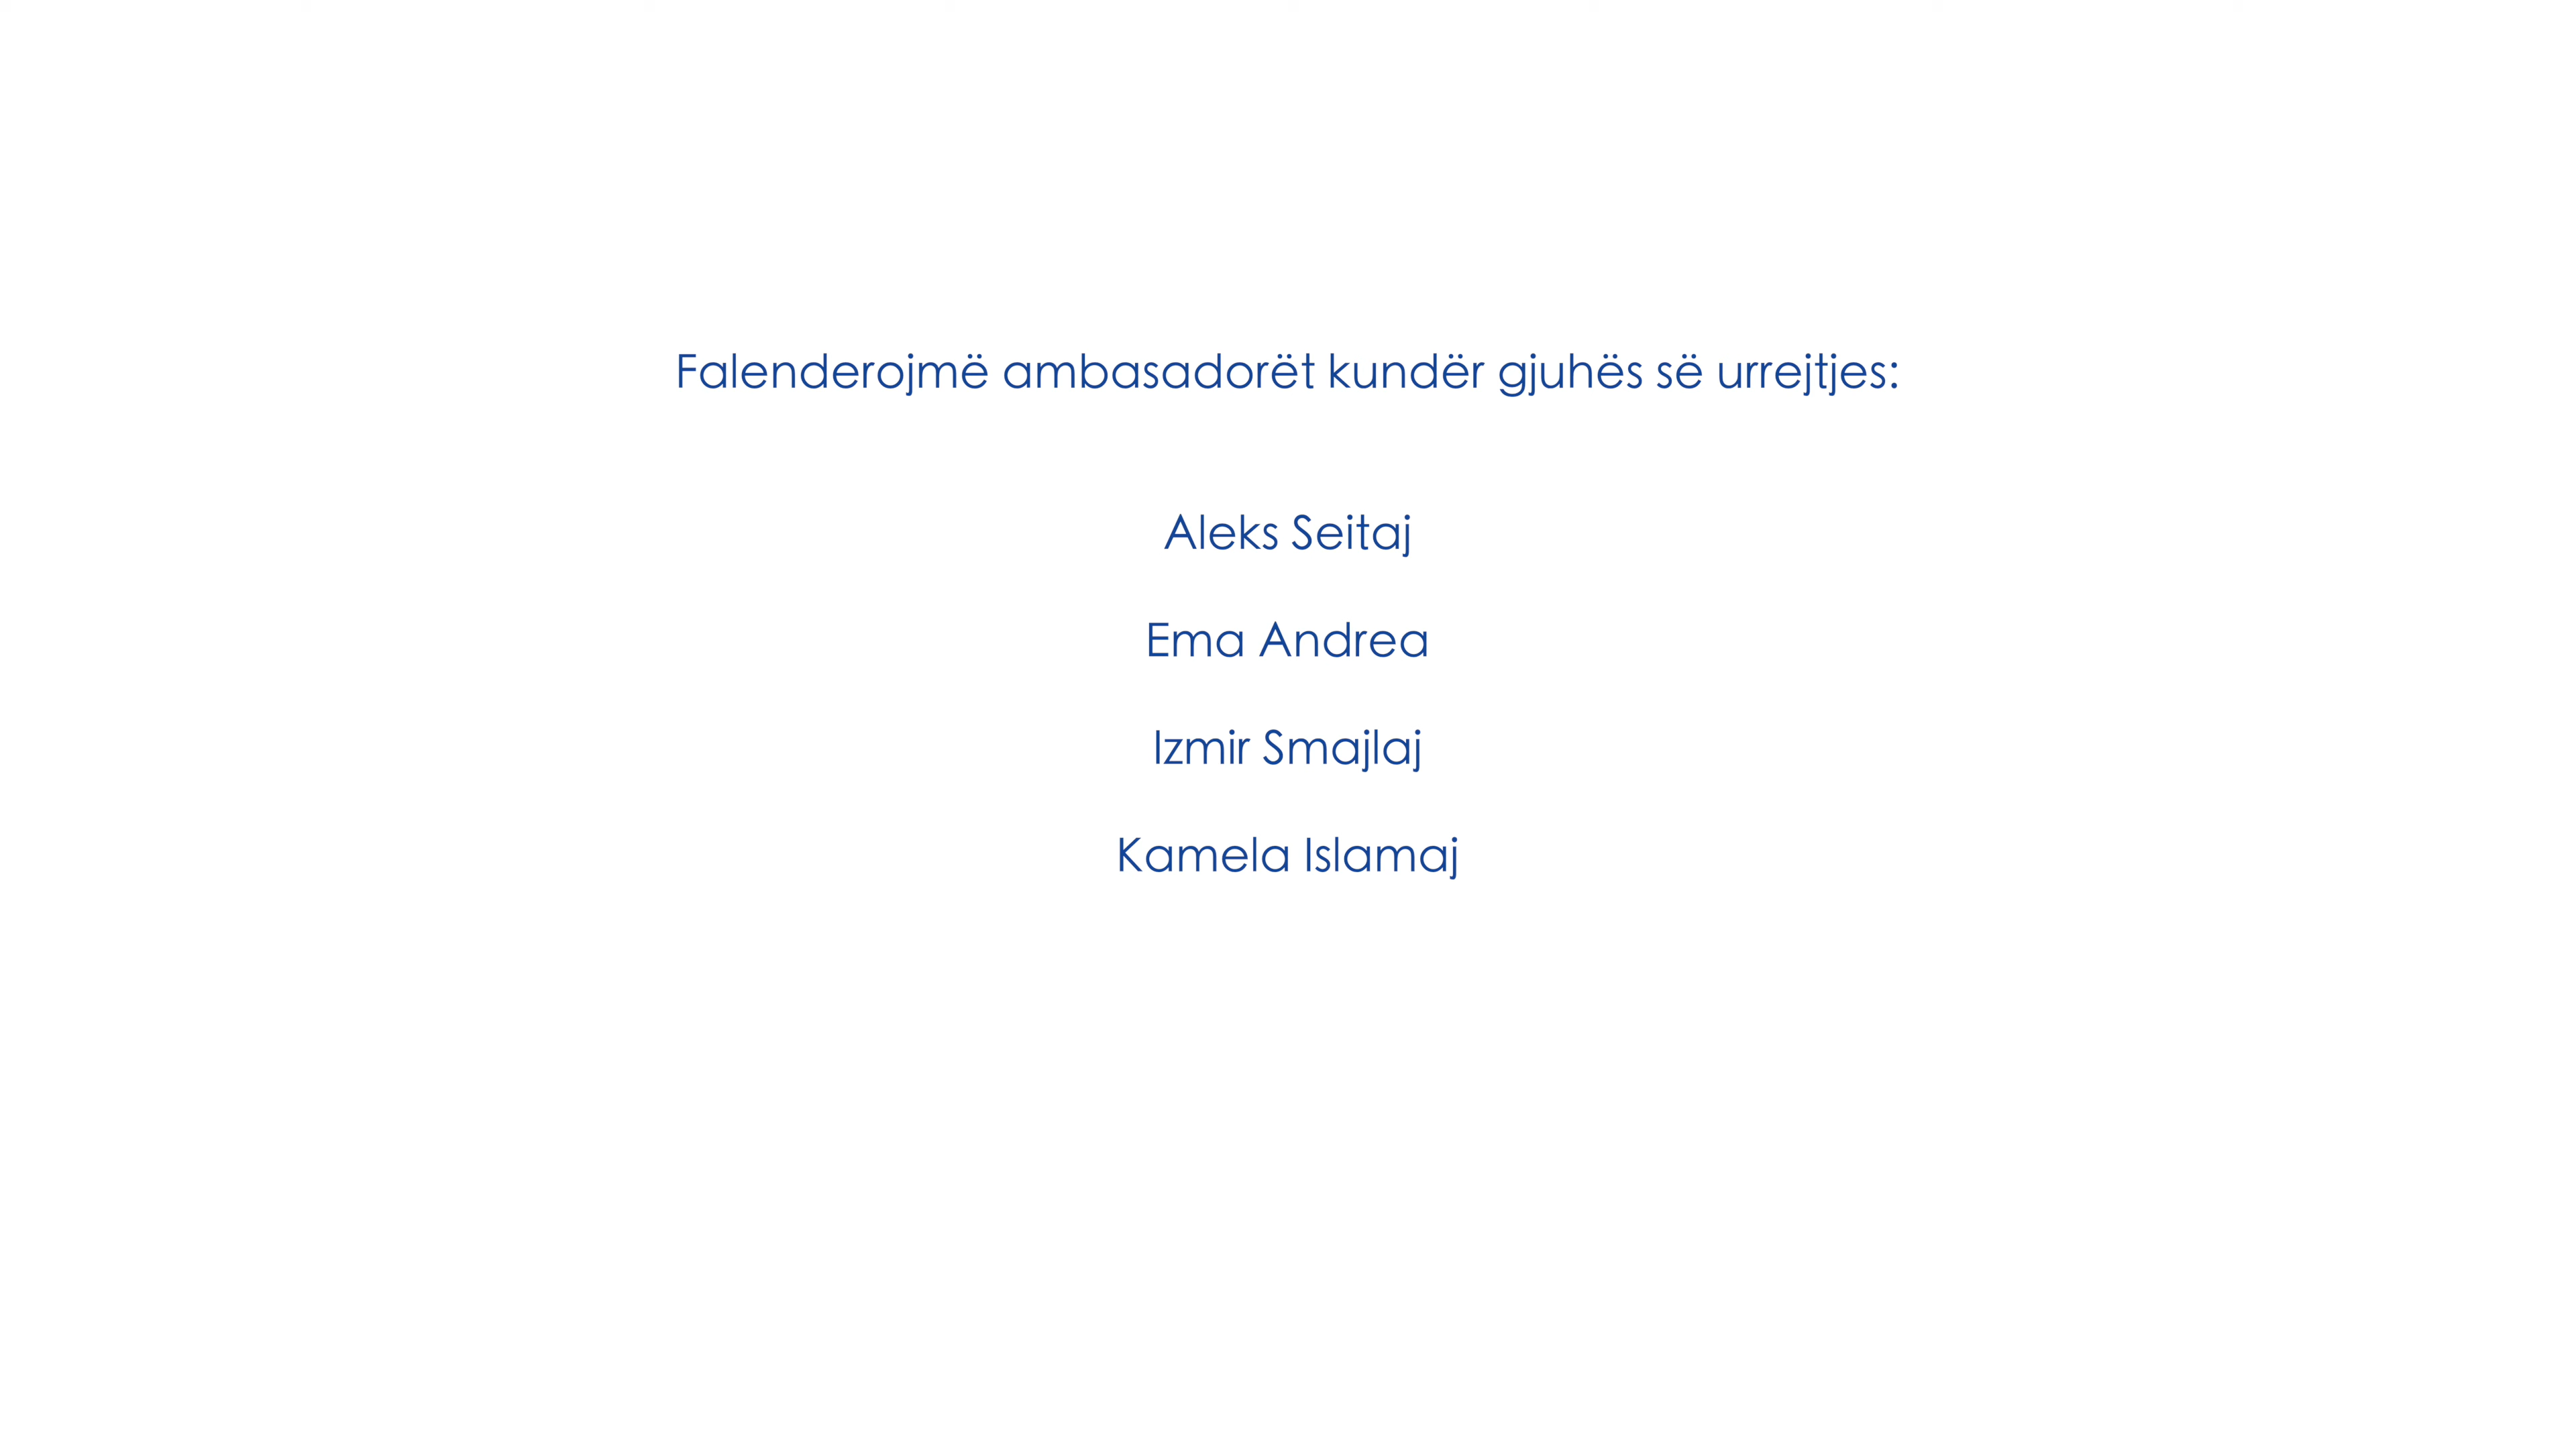 Falenderojmë ambasadorët kundër gjuhës së urrejtjes:
Aleks Seitaj
Ema Andrea
Izmir Smajlaj
Kamela Islamaj